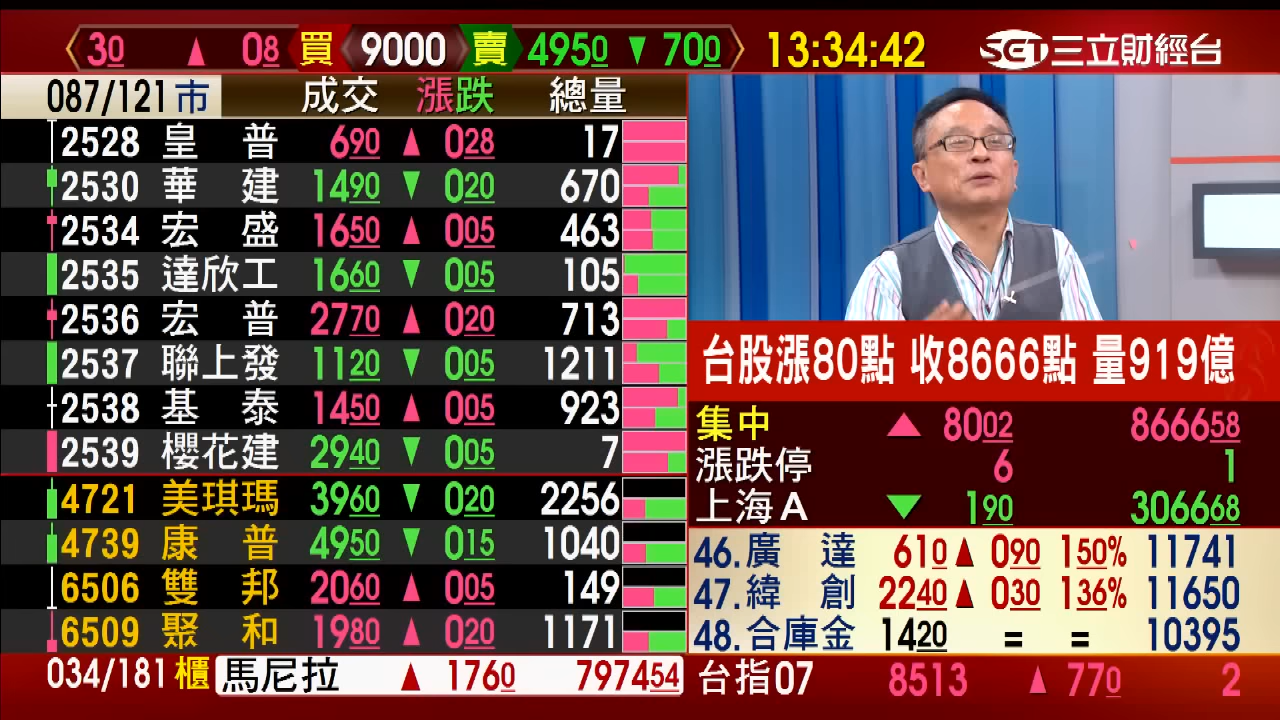 30 ▲ 08 買 9000 賣 4950 ▼ 700 13:34:42 SET三立財經台
087/121 市 成交 漲跌 總量
2528 皇普 690 ▲ 028 17
2530 華建 1490 ▼ 020 670
2534 宏盛 1650 ▲ 005 463
2535 達欣工 1660 ▼ 005 105
2536 宏普 2770 ▲ 020 713
2537 聯上發 1120 ▼ 005 1211
2538 基泰 1450 ▲ 005 923
2539 櫻花建 2940 ▼ 005 7
4721 美琪瑪 3960 ▼ 020 2256
4739 康普 4950 ▼ 015 1040
6506 雙邦 2060 ▲ 005 149
6509 聚和 1980 ▲ 020 1171
034/181 櫃 馬尼拉 ▲ 1760 797454
台股漲80點 收8666點 量919億
集中 ▲ 8002 866658
漲跌停 6 1
上海A ▼ 190 306668
46.廣達 610 ▲ 090 150% 11741
47.緯創 2240 ▲ 030 136% 11650
48.合庫金 1420 = = 10395
台指07 8513 ▲ 770 2